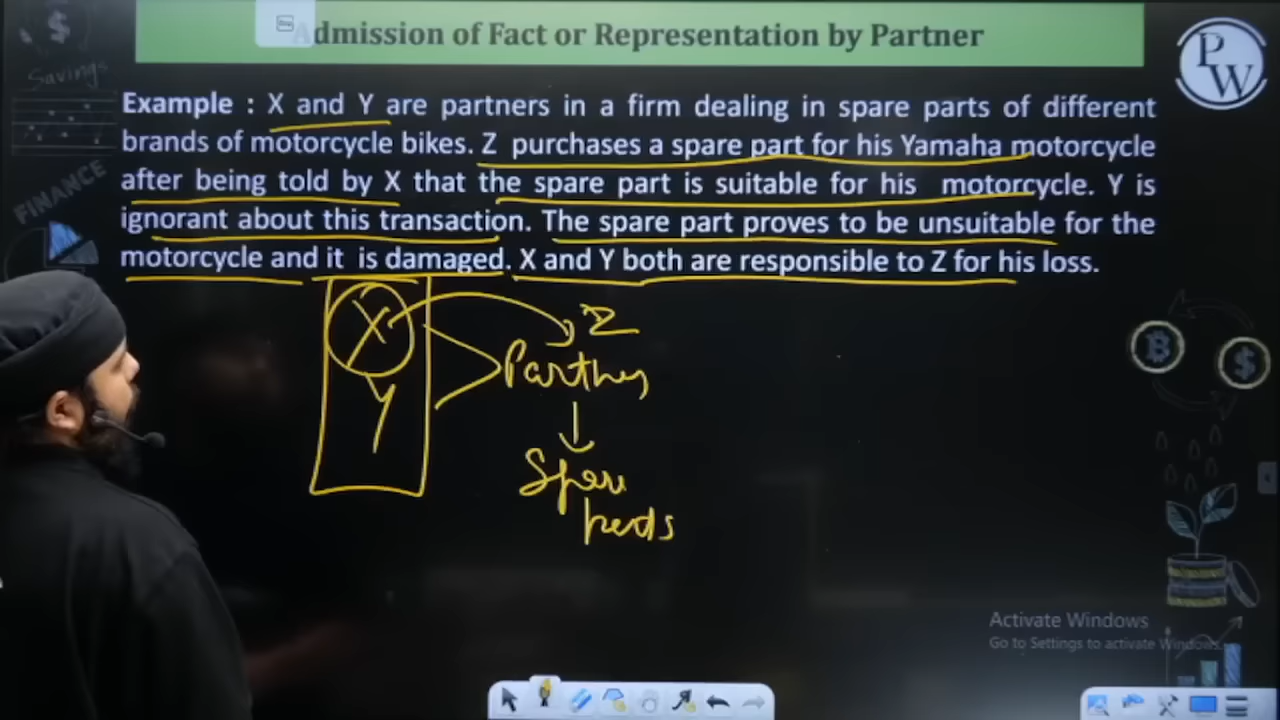 Savings
Admission of Fact or Representation by Partner
PW
FINANCE
Example : X and Y are partners in a firm dealing in spare parts of different
brands of motorcycle bikes. Z purchases a spare part for his Yamaha motorcycle
after being told by X that the spare part is suitable for his motorcycle. Y is
ignorant about this transaction. The spare part proves to be unsuitable for the
motorcycle and it is damaged. X and Y both are responsible to Z for his loss.
X
Z
Y
Spare
Activate Windows
Go to Settings to activate Windows.